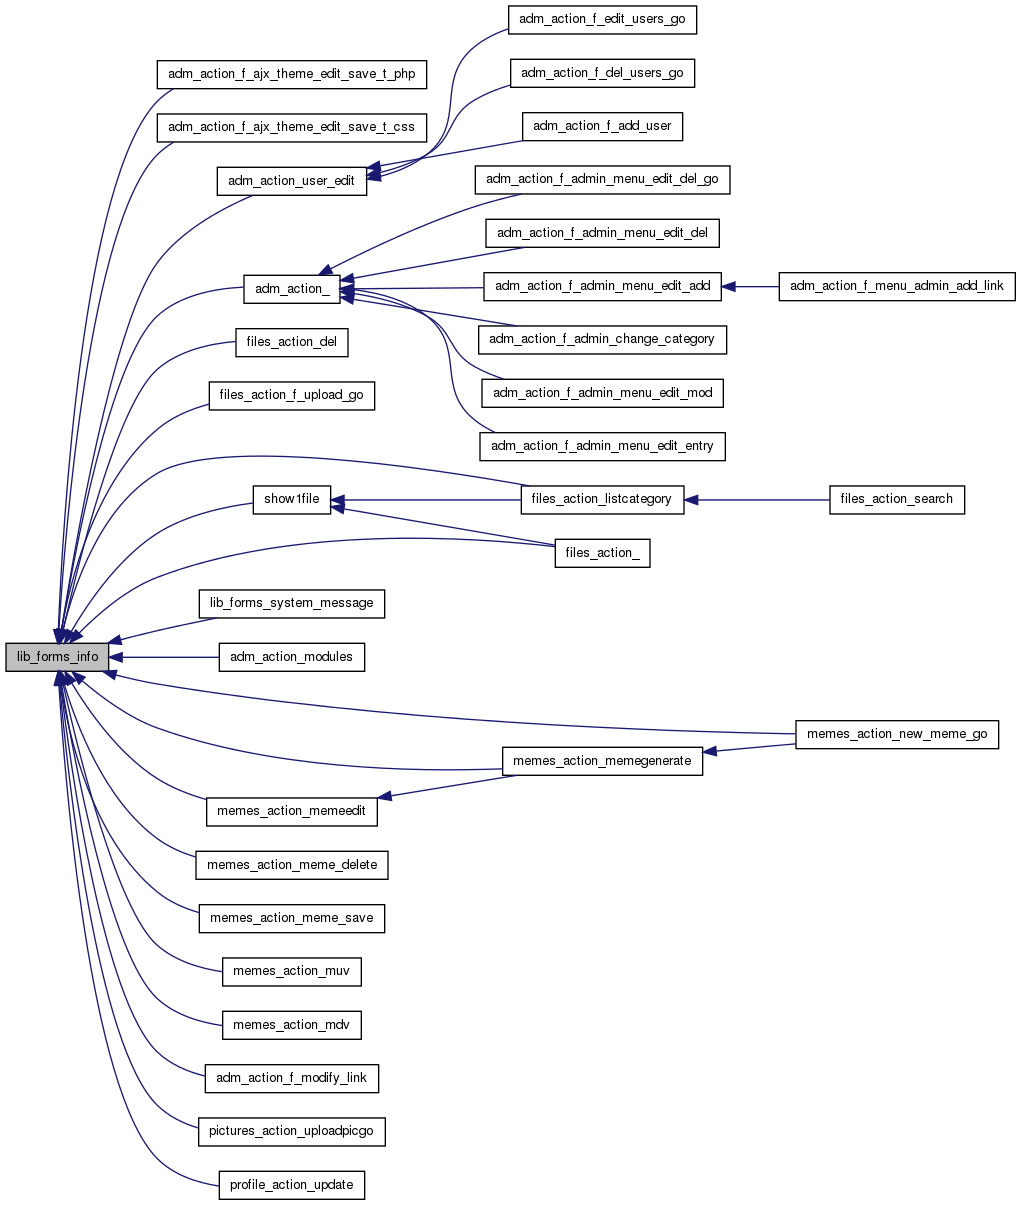 adm_action_f_edit_users_go
adm_action_f_ajx_theme_edit_save_t_php
adm_action_f_del_users_go
adm_action_f_ajx_theme_edit_save_t_css
adm_action_f_add_user
adm_action_user_edit
adm_action_f_admin_menu_edit_del_go
adm_action_f_admin_menu_edit_del
adm_action_
adm_action_f_admin_menu_edit_add
adm_action_f_menu_admin_add_link
adm_action_f_admin_change_category
files_action_del
files_action_f_upload_go
adm_action_f_admin_menu_edit_mod
adm_action_f_admin_menu_edit_entry
show1file
files_action_listcategory
files_action_search
files_action_
lib_forms_system_message
lib_forms_info
adm_action_modules
memes_action_new_meme_go
memes_action_memegenerate
memes_action_memeedit
memes_action_meme_delete
memes_action_meme_save
memes_action_muv
memes_action_mdv
adm_action_f_modify_link
pictures_action_uploadpicgo
profile_action_update